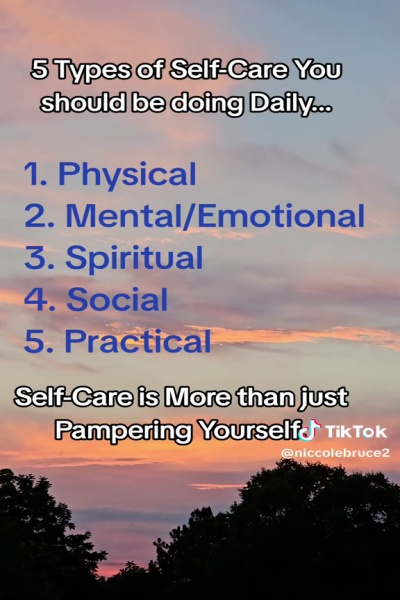 5 Types of Self-Care You
should be doing Daily...
1. Physical
2. Mental/Emotional
3. Spiritual
4. Social
5. Practical
Self-Care is More than just
Pampering Yourself
TikTok
@niccolebruce2